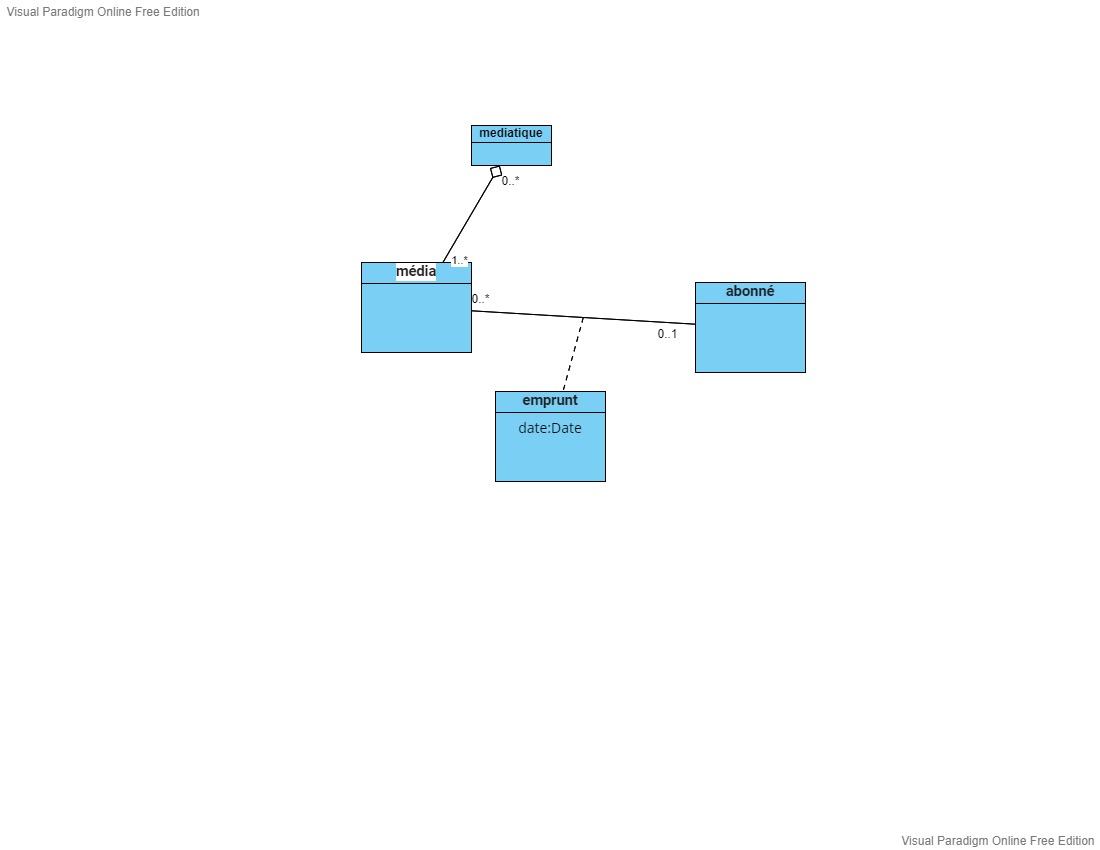 Visual Paradigm Online Free Edition
mediatique
0..*
1..*
média
0..*
abonné
0..1
emprunt
date:Date
Visual Paradigm Online Free Edition